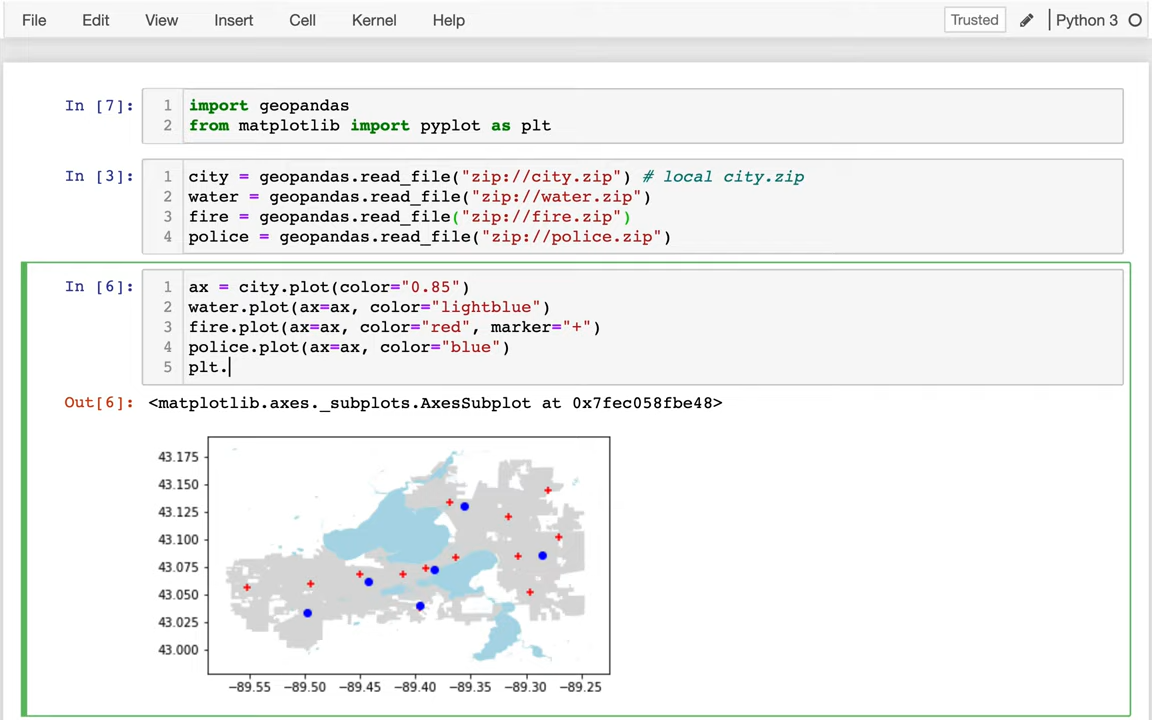 File Edit View Insert Cell Kernel Help Trusted Python 3
In [7]:
1 import geopandas
2 from matplotlib import pyplot as plt
In [3]:
1 city = geopandas.read_file("zip://city.zip") # local city.zip
2 water = geopandas.read_file("zip://water.zip")
3 fire = geopandas.read_file("zip://fire.zip")
4 police = geopandas.read_file("zip://police.zip")
In [6]:
1 ax = city.plot(color="0.85")
2 water.plot(ax=ax, color="lightblue")
3 fire.plot(ax=ax, color="red", marker="+")
4 police.plot(ax=ax, color="blue")
5 plt.
Out[6]: <matplotlib.axes._subplots.AxesSubplot at 0x7fec058fbe48>
43.175
43.150
43.125
43.100
43.075
43.050
43.025
43.000
−89.55 −89.50 −89.45 −89.40 −89.35 −89.30 −89.25